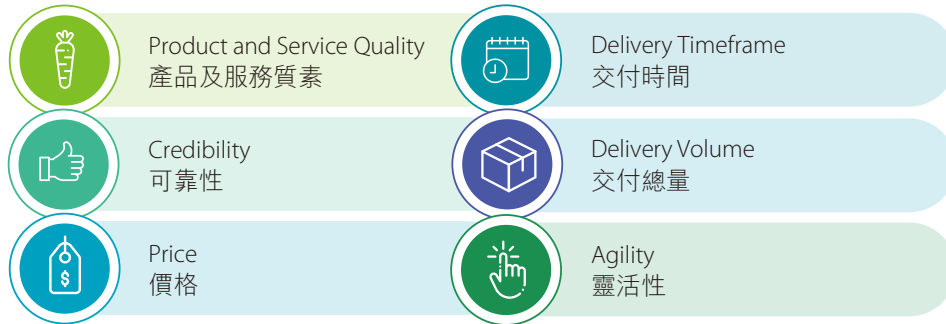 Product and Service Quality
產品及服務質素
Delivery Timeframe
交付時間
Credibility
可靠性
Delivery Volume
交付總量
Price
價格
$
Agility
靈活性